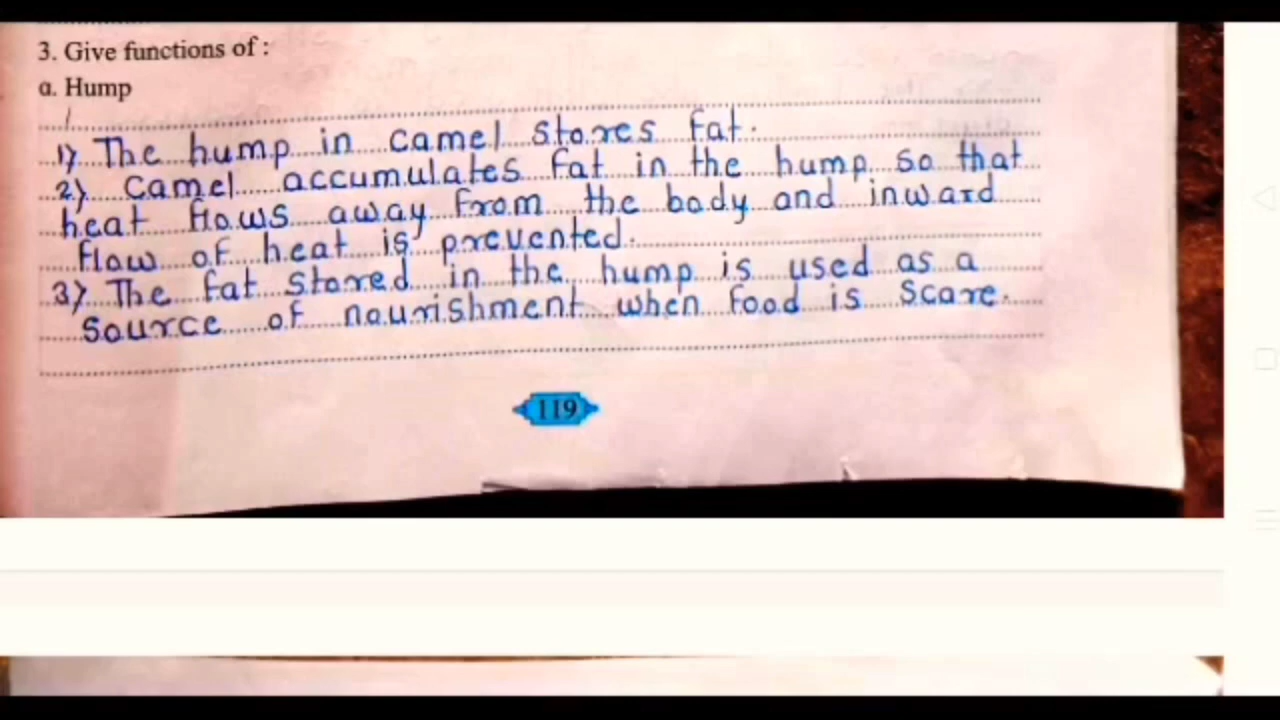 3. Give functions of :
a. Hump
1) The hump in camel stores fat.
2) Camel accumulates fat in the hump so that
heat flows away from the body and inward
flow of heat is prevented.
3) The fat stored in the hump is used as a
source of nourishment when food is scare.
119